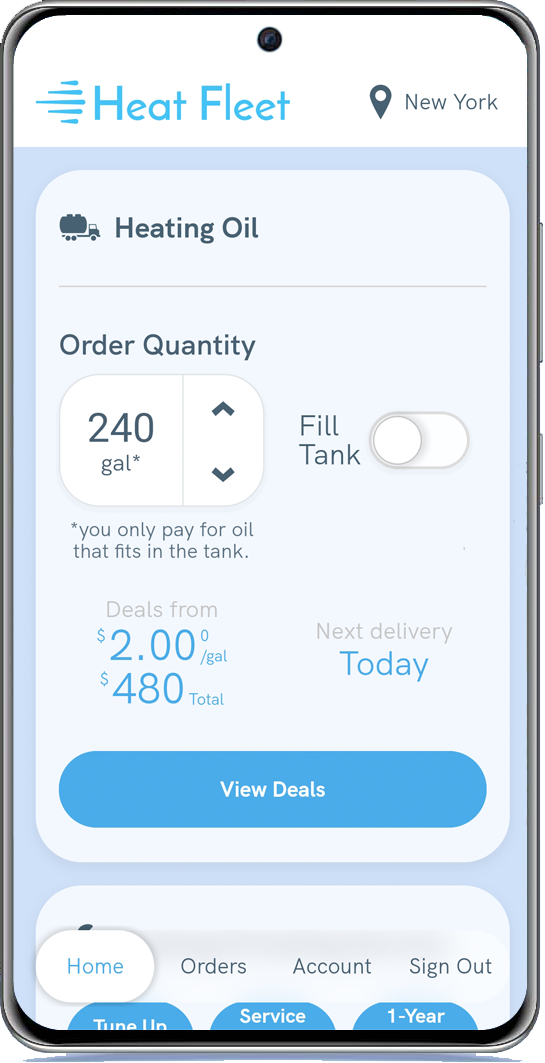 Heat Fleet
New York
Heating Oil
Order Quantity
240
gal*
Fill
Tank
*you only pay for oil
that fits in the tank.
Deals from
$2.000
/gal
$480 Total
Next delivery
Today
View Deals
Home Orders Account Sign Out
Tune Up
Service
1-Year